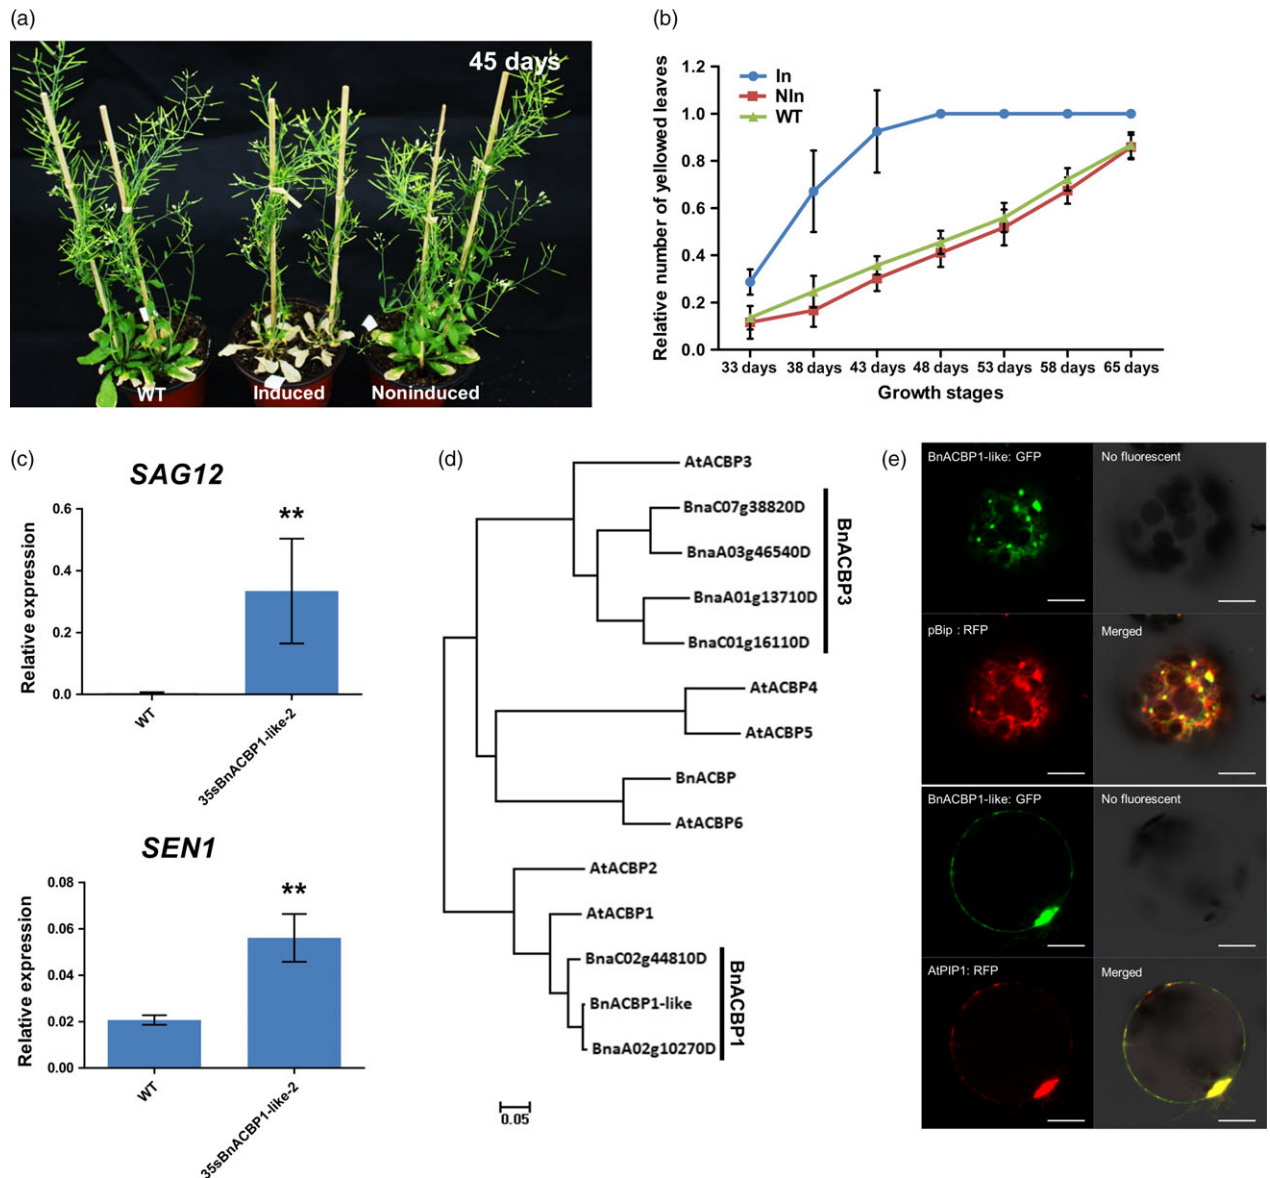 (a)
45 days
WT
Induced
Noninduced
(b)
Relative number of yellowed leaves
1.2
1.0
0.8
0.6
0.4
0.2
0.0
In
NIn
WT
33 days 38 days 43 days 48 days 53 days 58 days 65 days
Growth stages
(c)
SAG12
Relative expression
0.6
0.4
0.2
0.0
**
WT
35sBnACBP1-like-2
SEN1
Relative expression
0.08
0.06
0.04
0.02
0.00
**
WT
35sBnACBP1-like-2
(d)
AtACBP3
BnaC07g38820D
BnaA03g46540D
BnaA01g13710D
BnaC01g16110D
BnACBP3
AtACBP4
AtACBP5
BnACBP
AtACBP6
AtACBP2
AtACBP1
BnaC02g44810D
BnACBP1-like
BnaA02g10270D
BnACBP1
0.05
(e)
BnACBP1-like: GFP
No fluorescent
pBip : RFP
Merged
BnACBP1-like: GFP
No fluorescent
AtPIP1: RFP
Merged